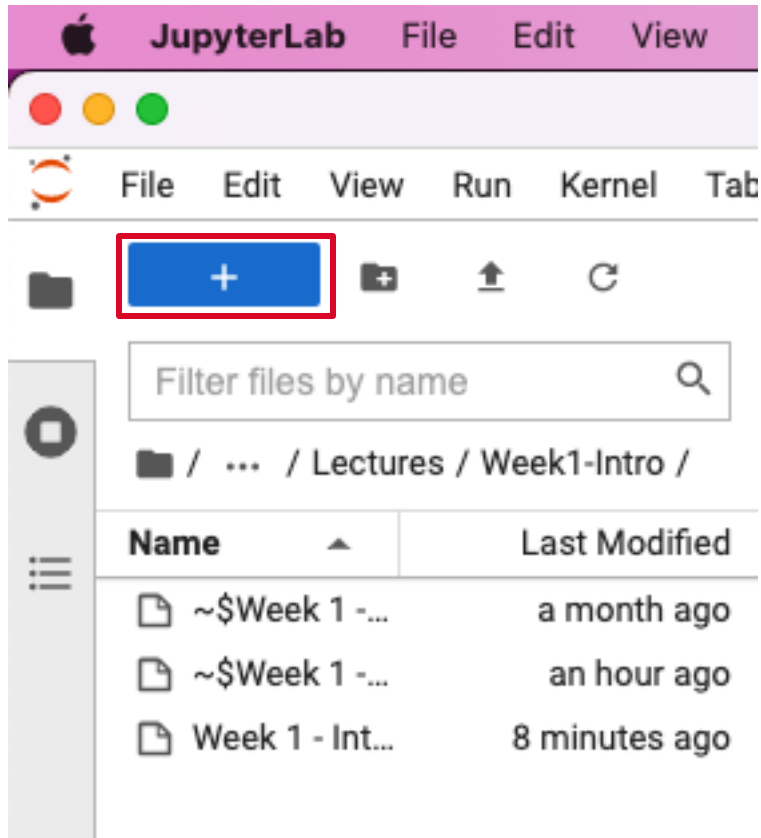 JupyterLab File Edit View
File Edit View Run Kernel Tab
+
Filter files by name
/ ... / Lectures / Week1-Intro /
Name Last Modified
~$Week 1 -... a month ago
~$Week 1 -... an hour ago
Week 1 - Int... 8 minutes ago